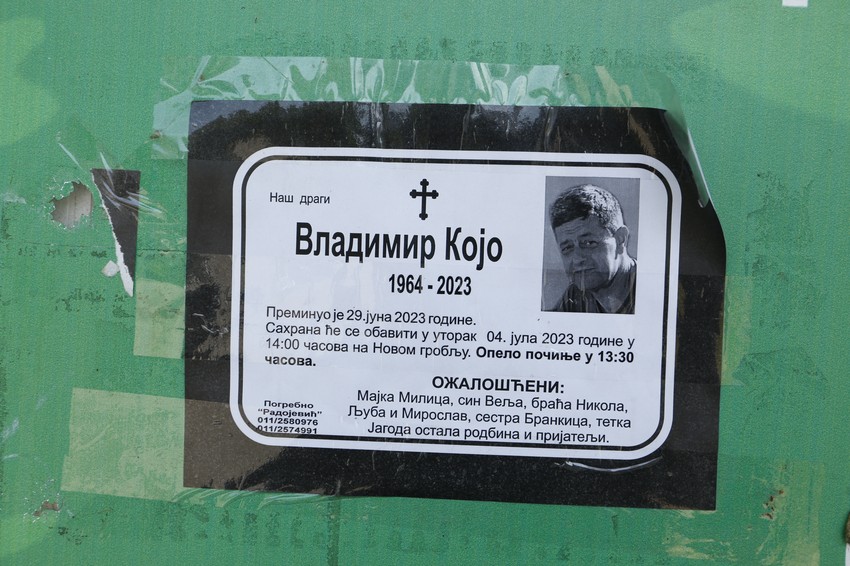 Наш драги
Владимир Којо
1964 - 2023
Преминуо је 29.јуна 2023 године.
Сахрана ће се обавити у уторак 04. јула 2023 године у
14:00 часова на Новом гробљу. Опело почиње у 13:30
часова.
ОЖАЛОШЋЕНИ:
Мајка Милица, син Веља, браћа Никола,
Љуба и Мирослав, сестра Бранкица, тетка
Јагода остала родбина и пријатељи.
Погребно
“Радојевић”
011/2580976
011/2574991